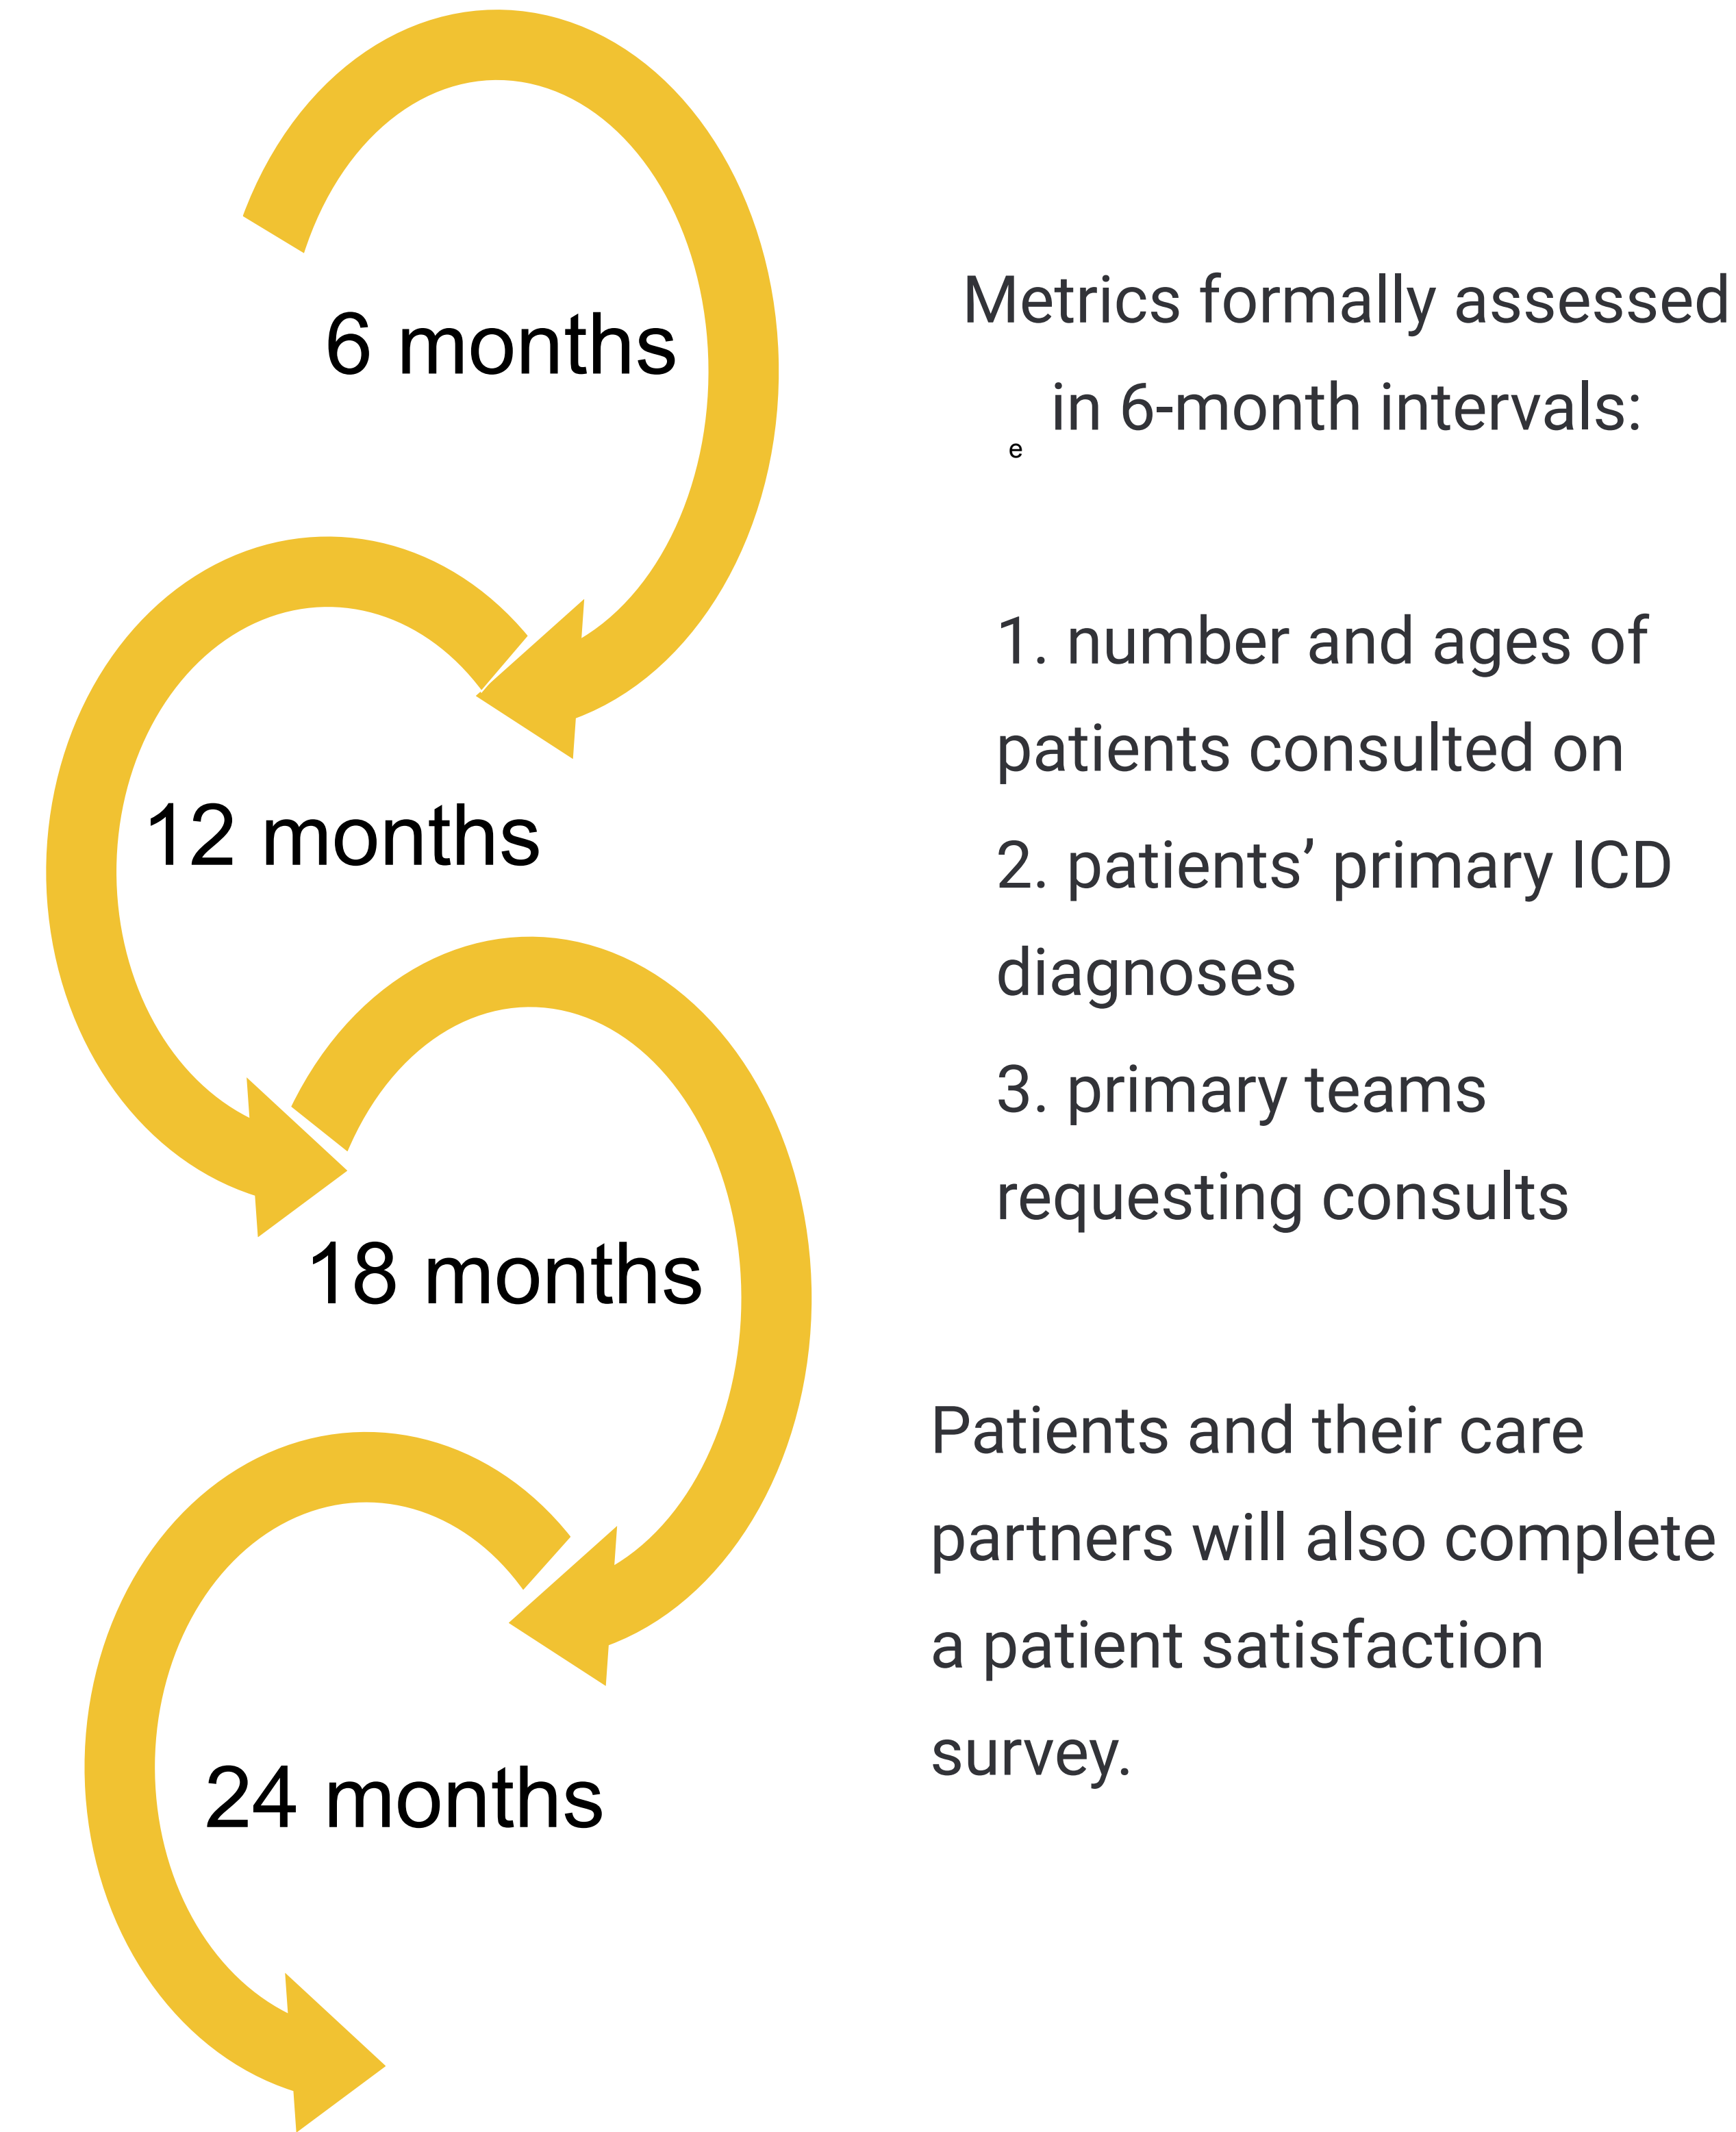 6 months
12 months
18 months
24 months
Metrics formally assessed
in 6-month intervals:
e
1. number and ages of
patients consulted on
2. patients’ primary ICD
diagnoses
3. primary teams
requesting consults
Patients and their care
partners will also complete
a patient satisfaction
survey.